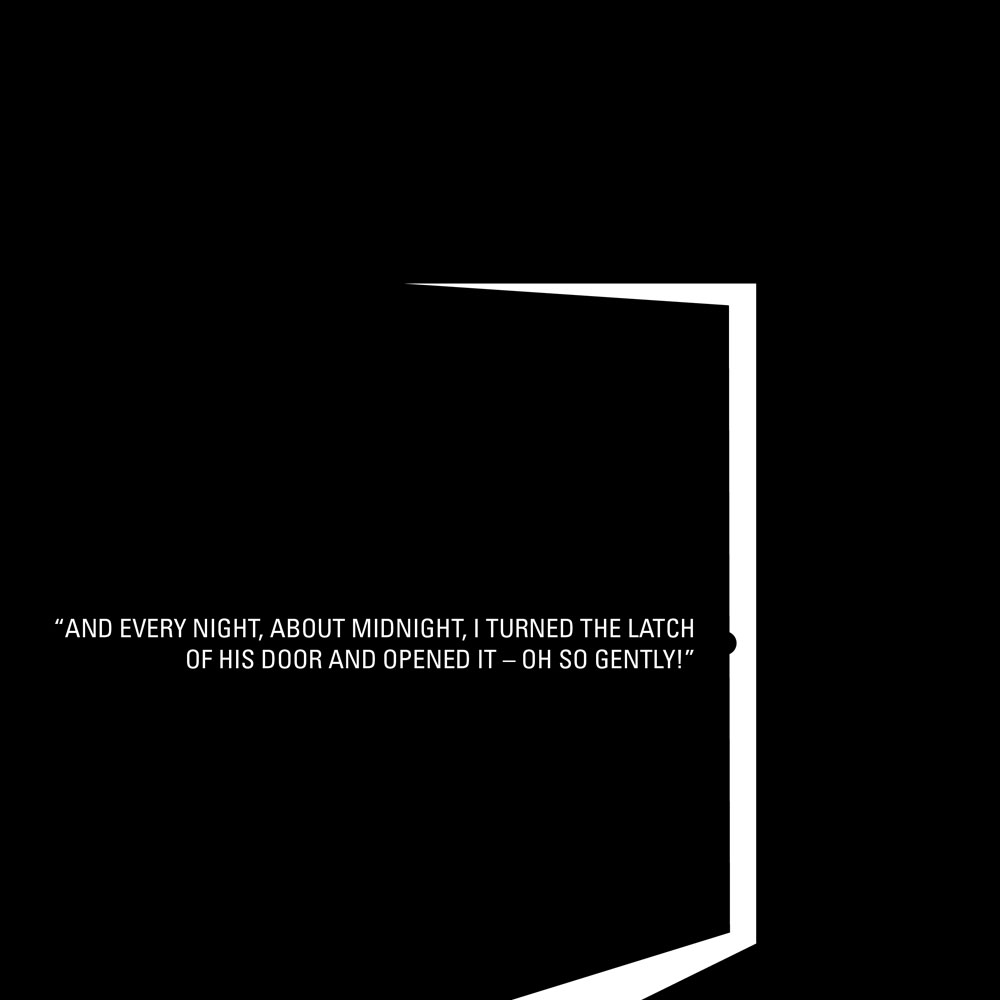 “AND EVERY NIGHT, ABOUT MIDNIGHT, I TURNED THE LATCH
OF HIS DOOR AND OPENED IT – OH SO GENTLY!”